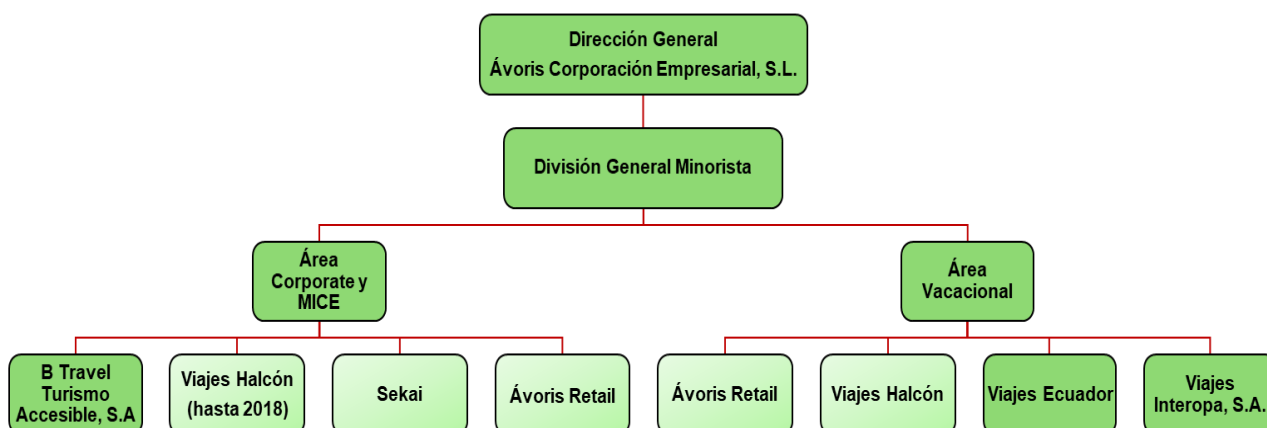 Dirección General
Ávoris Corporación Empresarial, S.L.
División General Minorista
Área
Corporate y
MICE
Área
Vacacional
B Travel
Turismo
Accesible, S.A
Viajes Halcón
(hasta 2018)
Sekai
Ávoris Retail
Ávoris Retail
Viajes Halcón
Viajes Ecuador
Viajes
Interopa, S.A.